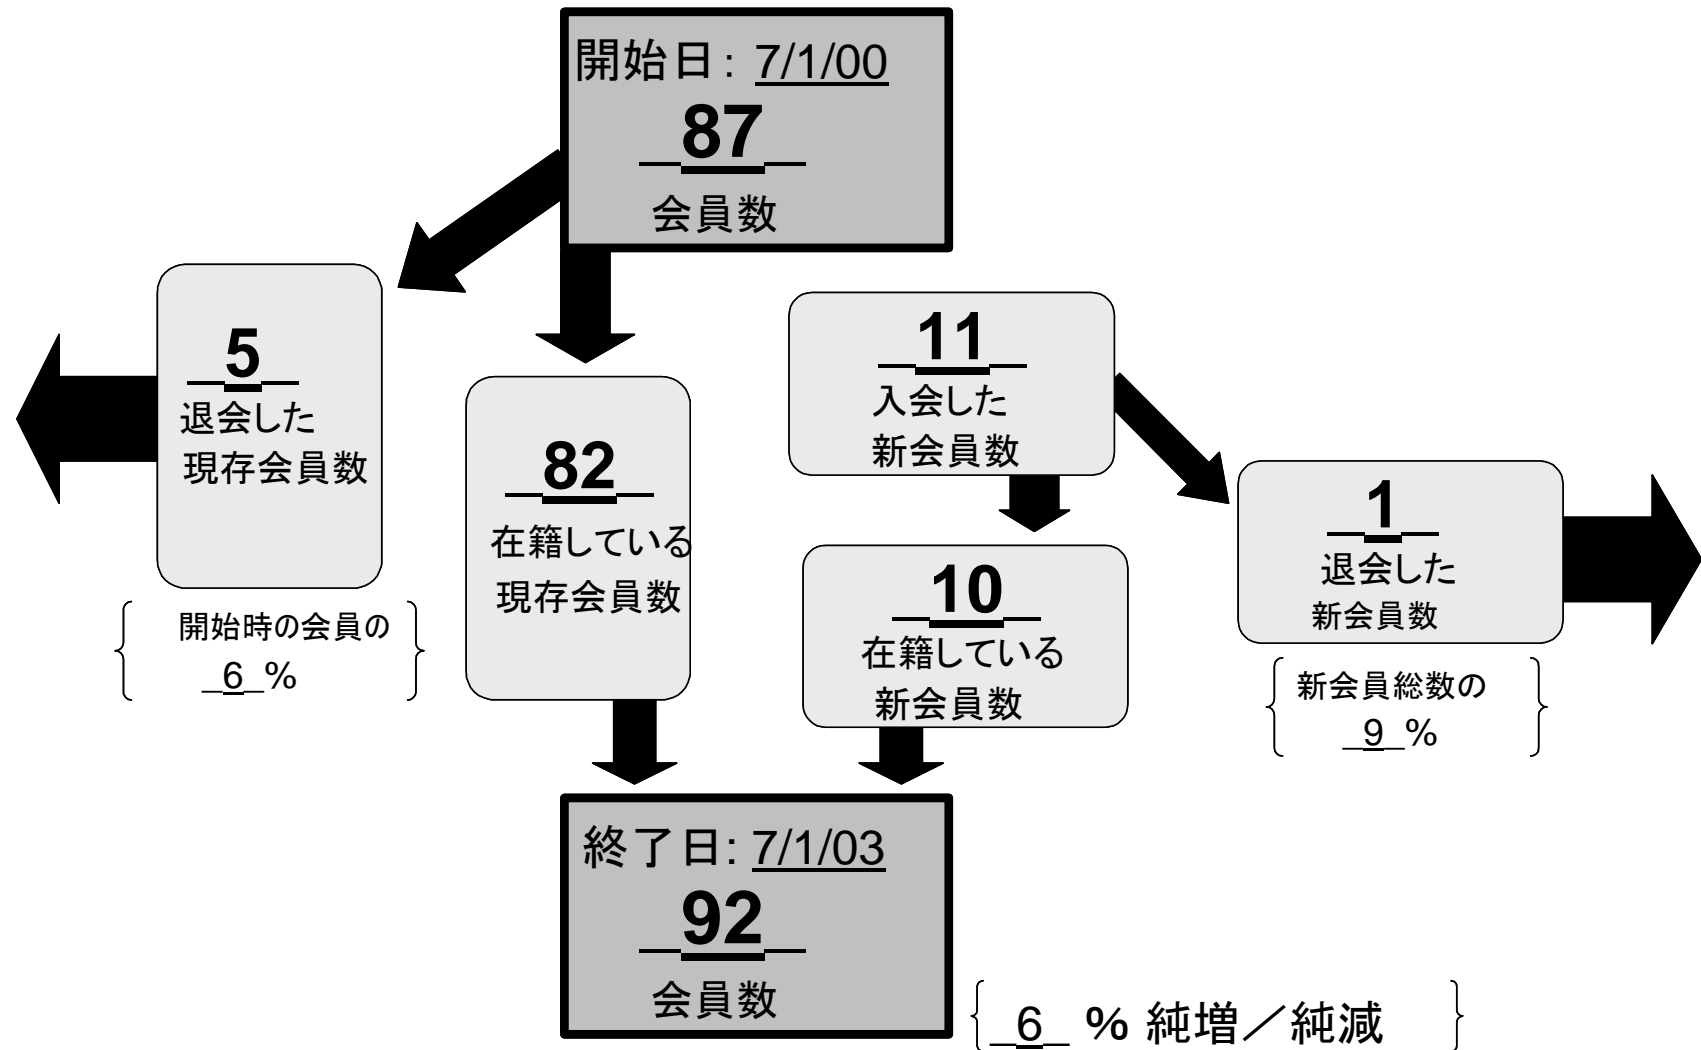 開始日: 7/1/00
87
会員数
5
退会した
現存会員数
開始時の会員の
6 %
82
在籍している
現存会員数
11
入会した
新会員数
10
在籍している
新会員数
1
退会した
新会員数
新会員総数の
9 %
終了日: 7/1/03
92
会員数
6 % 純増／純減